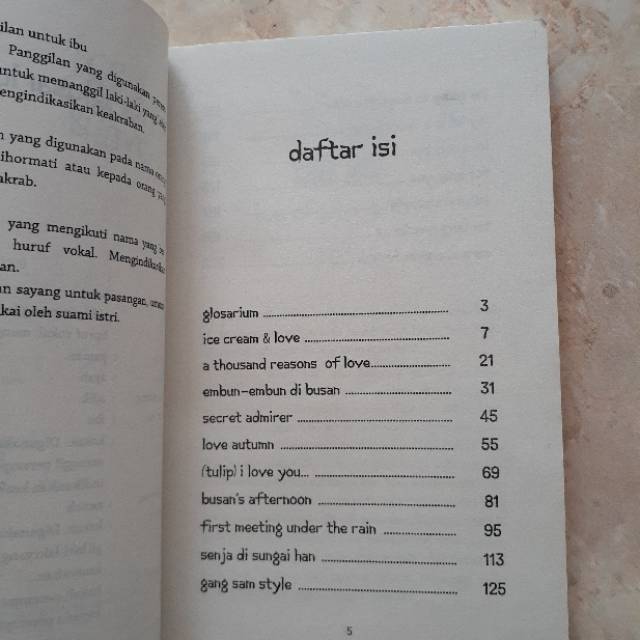 ilan untuk ibu
Panggilan yang digunakan
untuk memanggil laki-laki yang
engindikasikan keakraban.
n yang digunakan pada nama
ihormati atau kepada orang
akrab.
yang mengikuti nama yang
huruf vokal. Mengindikasikan
an.
an sayang untuk pasangan,
kai oleh suami istri.
daftar isi
glosarium 3
ice cream & love 7
a thousand reasons of love 21
embun-embun di busan 31
secret admirer 45
love autumn 55
(tulip) i love you... 69
busan's afternoon 81
first meeting under the rain 95
senja di sungai han 113
gang sam style 125
5